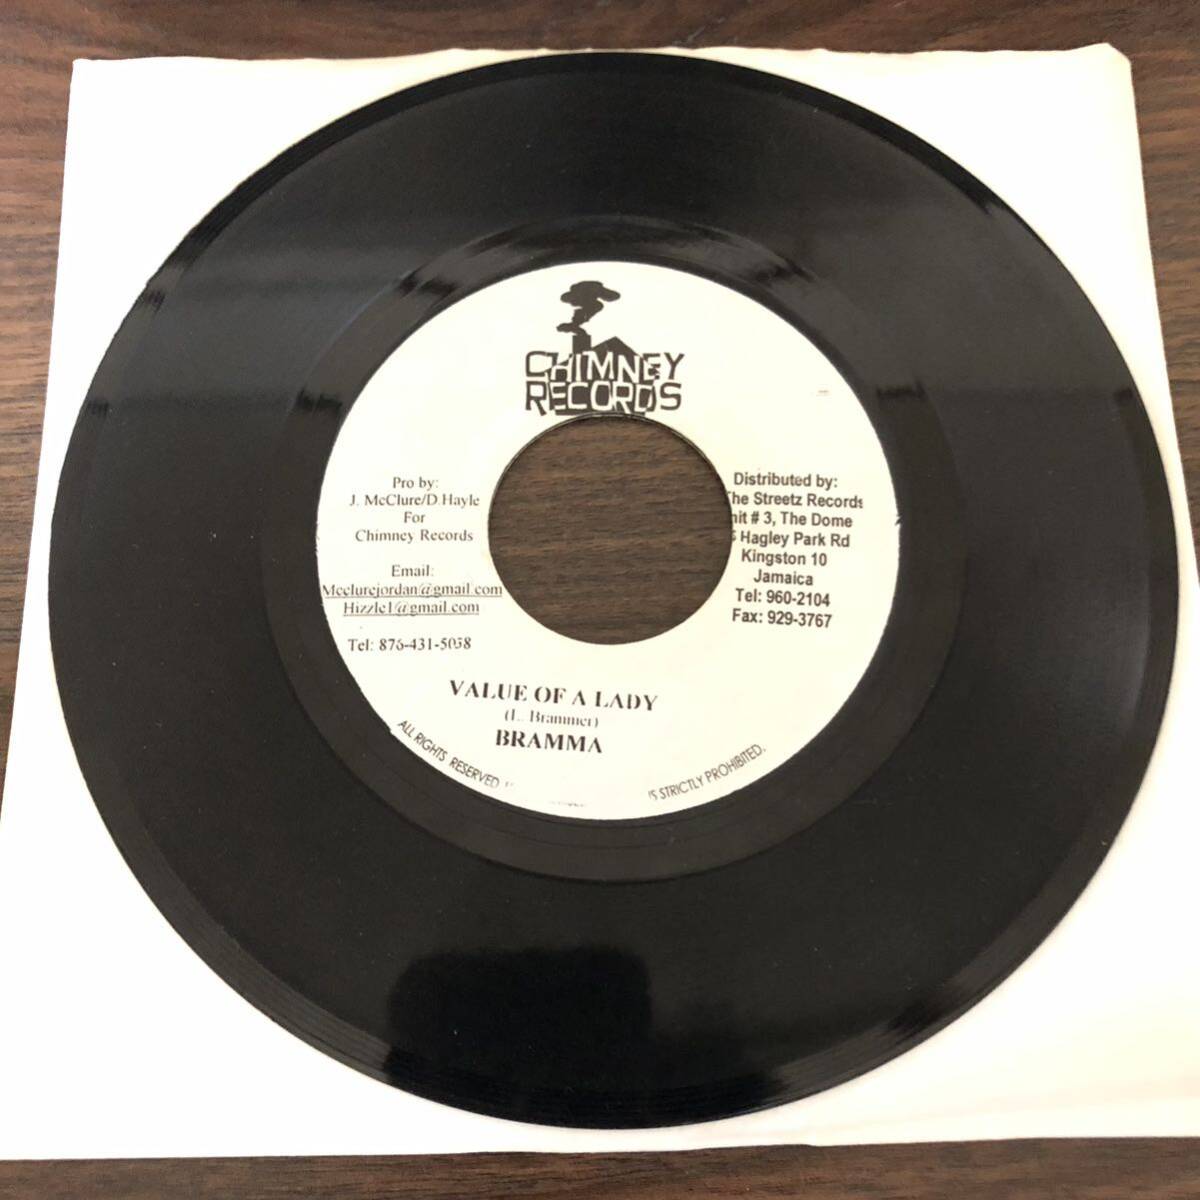 CHIMNEY
RECORDS
Pro by:
J. McClure/D.Hayle
For
Chimney Records
Email:
Mcclurejordan@gmail.com
Hizzle1@gmail.com
Tel: 876-431-5058
Distributed by:
The Streetz Records
nit # 3, The Dome
Hagley Park Rd
Kingston 10
Jamaica
Tel: 960-2104
Fax: 929-3767
VALUE OF A LADY
(L. Brammer)
BRAMMA
ALL RIGHTS RESERVED
IS STRICTLY PROHIBITED.